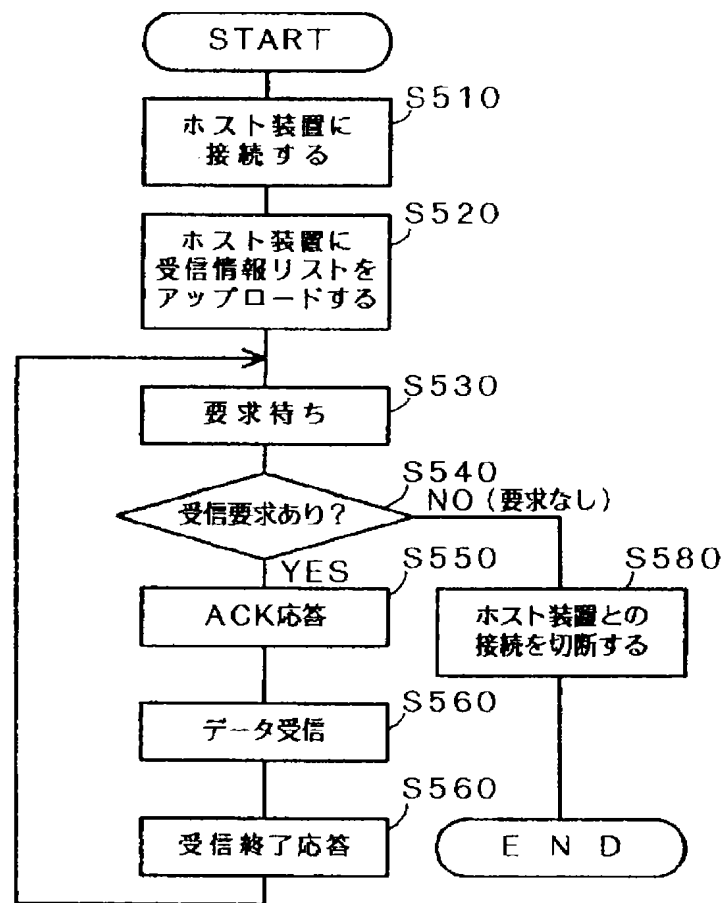 START
S510
ホスト装置に
接続する
S520
ホスト装置に
受信情報リストを
アップロードする
S530
要求待ち
S540
受信要求あり?
NO(要求なし)
YES
S550
ACK応答
S580
ホスト装置との
接続を切断する
S560
データ受信
S560
受信終了応答
END